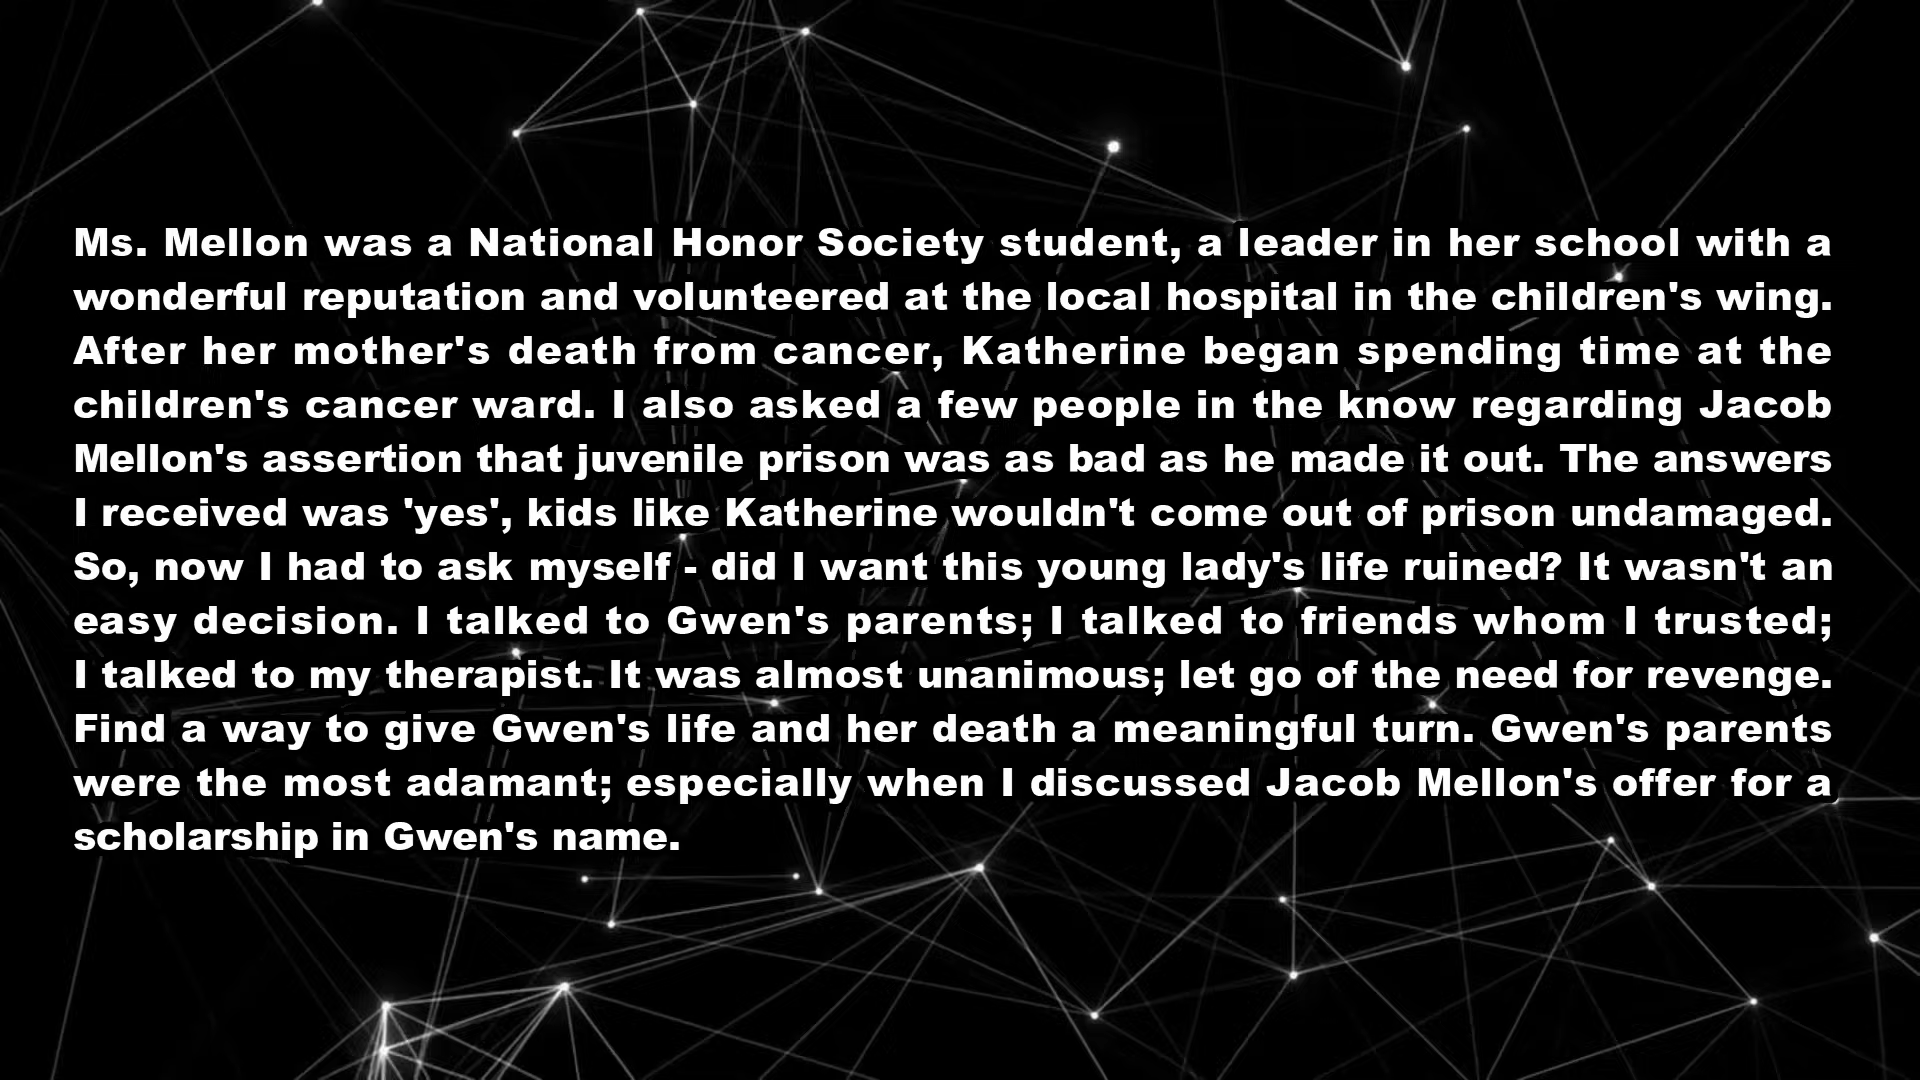 Ms. Mellon was a National Honor Society student, a leader in her school with a
wonderful reputation and volunteered at the local hospital in the children's wing.
After her mother's death from cancer, Katherine began spending time at the
children's cancer ward. I also asked a few people in the know regarding Jacob
Mellon's assertion that juvenile prison was as bad as he made it out. The answers
I received was 'yes', kids like Katherine wouldn't come out of prison undamaged.
So, now I had to ask myself - did I want this young lady's life ruined? It wasn't an
easy decision. I talked to Gwen's parents; I talked to friends whom I trusted;
I talked to my therapist. It was almost unanimous; let go of the need for revenge.
Find a way to give Gwen's life and her death a meaningful turn. Gwen's parents
were the most adamant; especially when I discussed Jacob Mellon's offer for a
scholarship in Gwen's name.